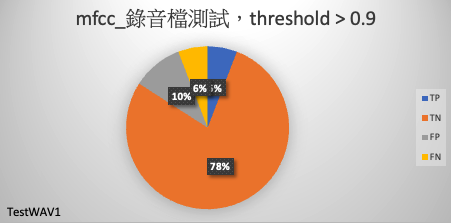 mfcc_錄音檔測試，threshold > 0.9
6%
10%
78%
TP
TN
FP
FN
TestWAV1